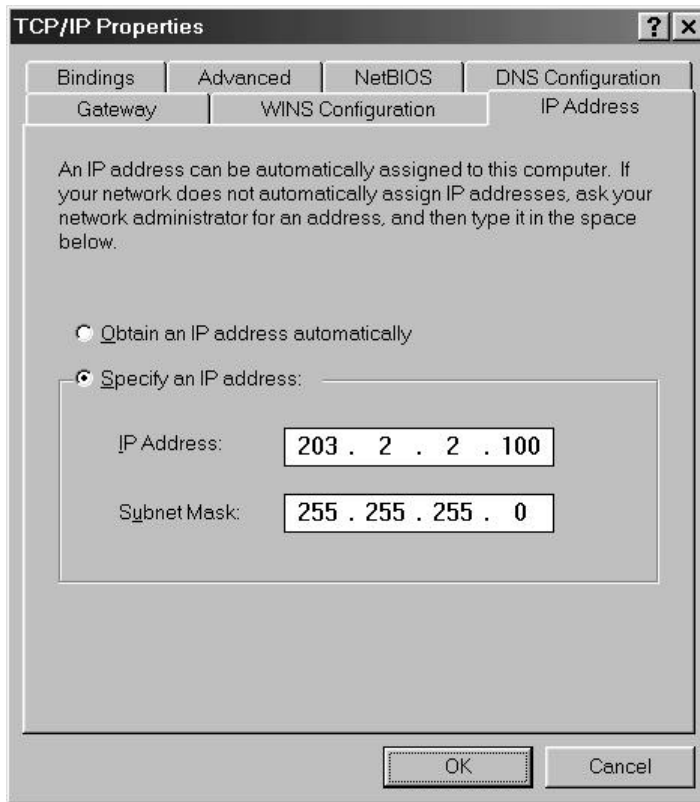 TCP/IP Properties
? ×
Bindings Advanced NetBIOS DNS Configuration
Gateway WINS Configuration IP Address
An IP address can be automatically assigned to this computer. If
your network does not automatically assign IP addresses, ask your
network administrator for an address, and then type it in the space
below.
Obtain an IP address automatically
Specify an IP address:
IP Address: 203 . 2 . 2 . 100
Subnet Mask: 255 . 255 . 255 . 0
OK Cancel